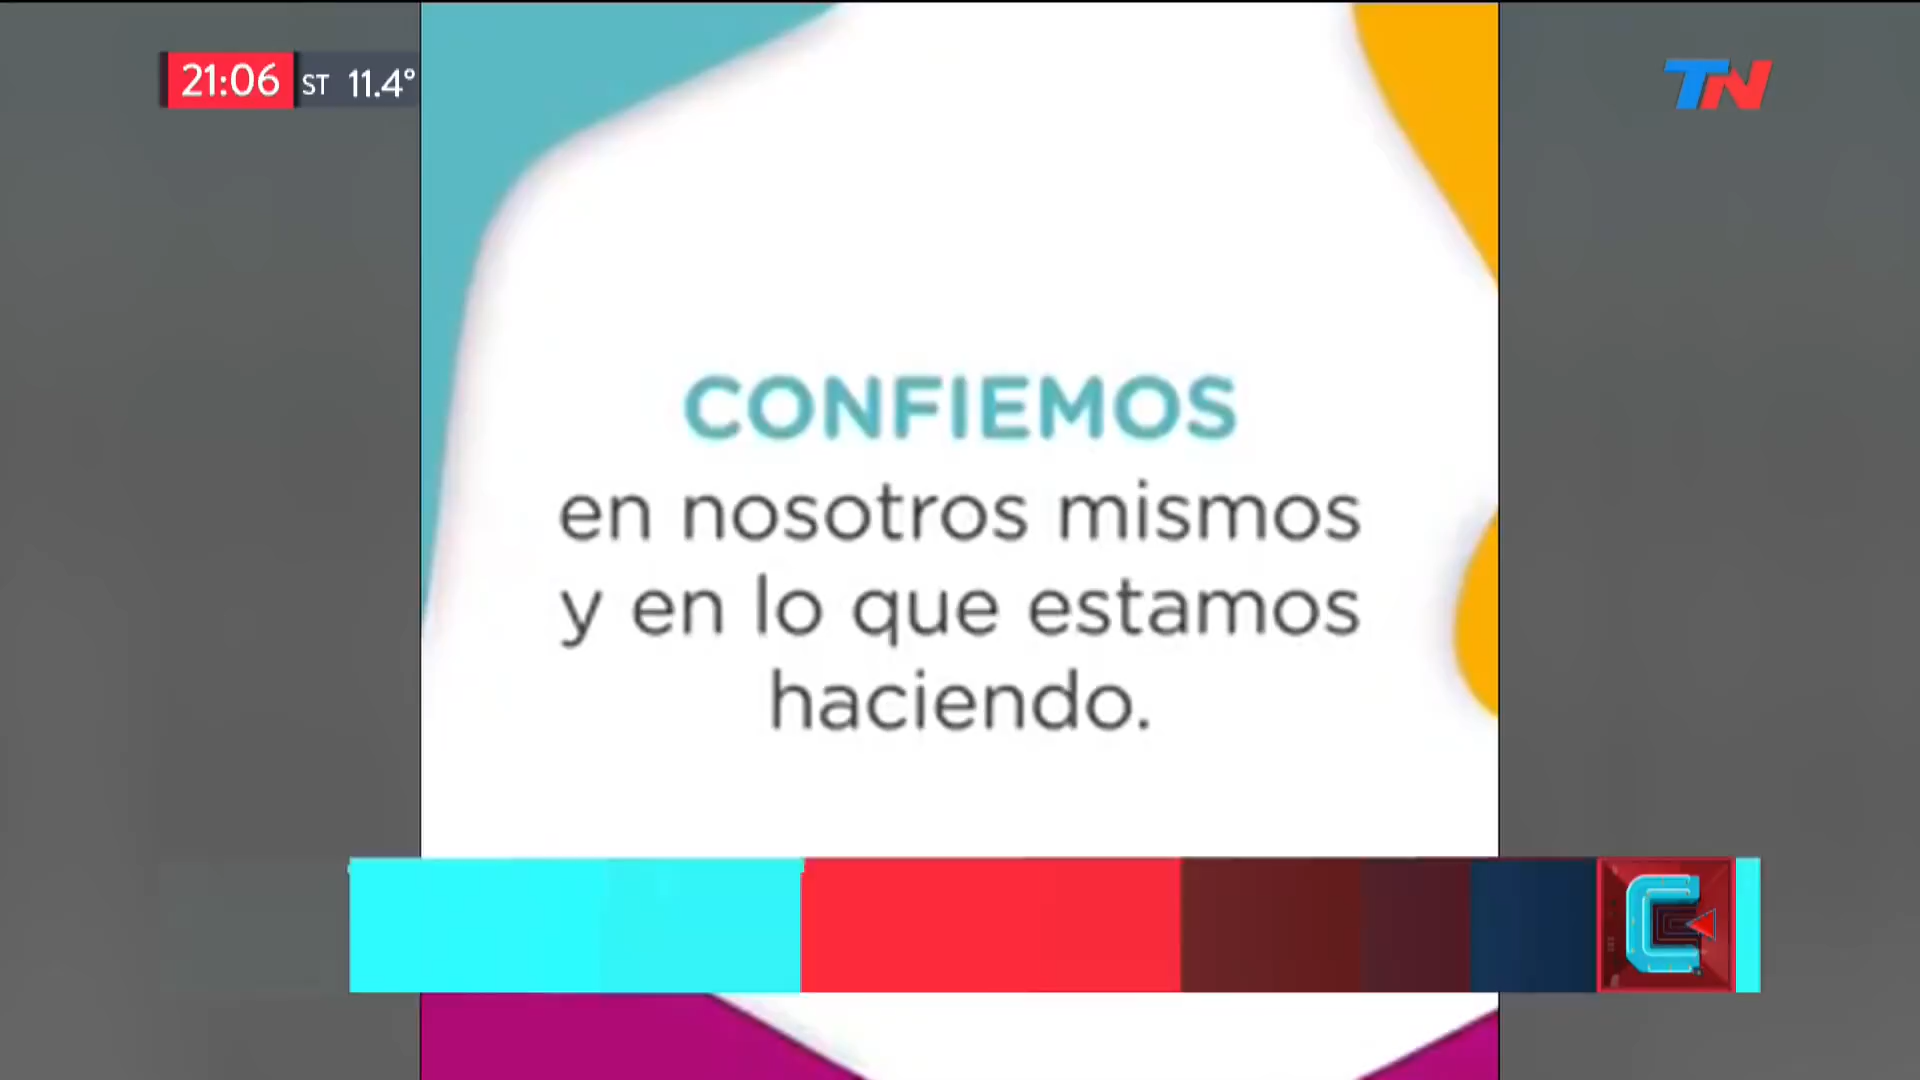 21:06 ST 11.4°
TN
CONFIEMOS
en nosotros mismos
y en lo que estamos
haciendo.